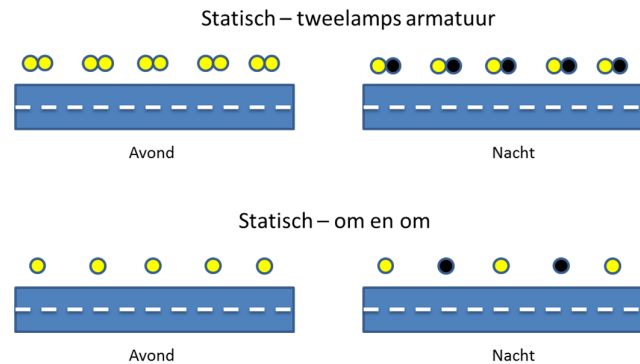 Statisch – tweelamps armatuur
Avond
Nacht
Statisch – om en om
Avond
Nacht